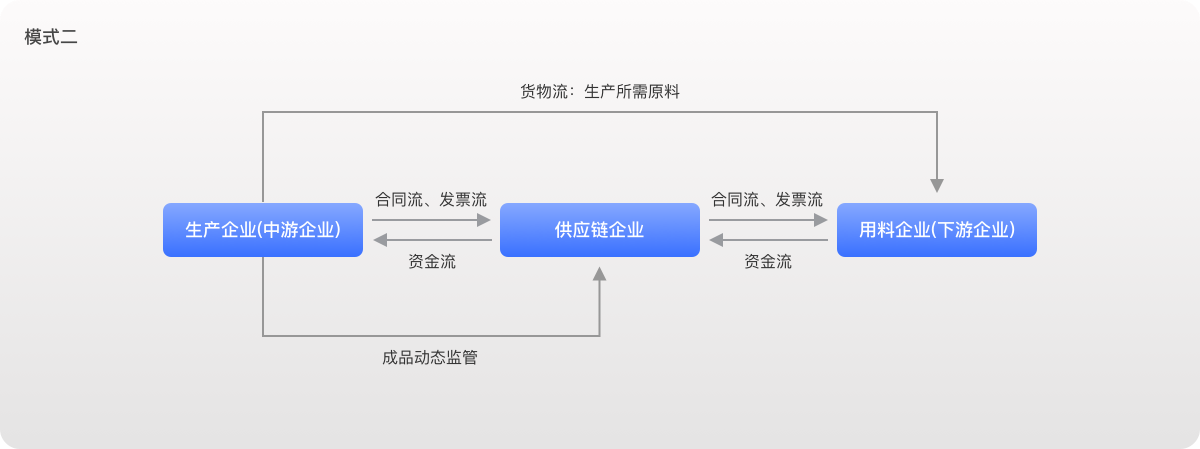 模式二
货物流：生产所需原料
合同流、发票流
合同流、发票流
生产企业(中游企业)
供应链企业
用料企业(下游企业)
资金流
资金流
成品动态监管